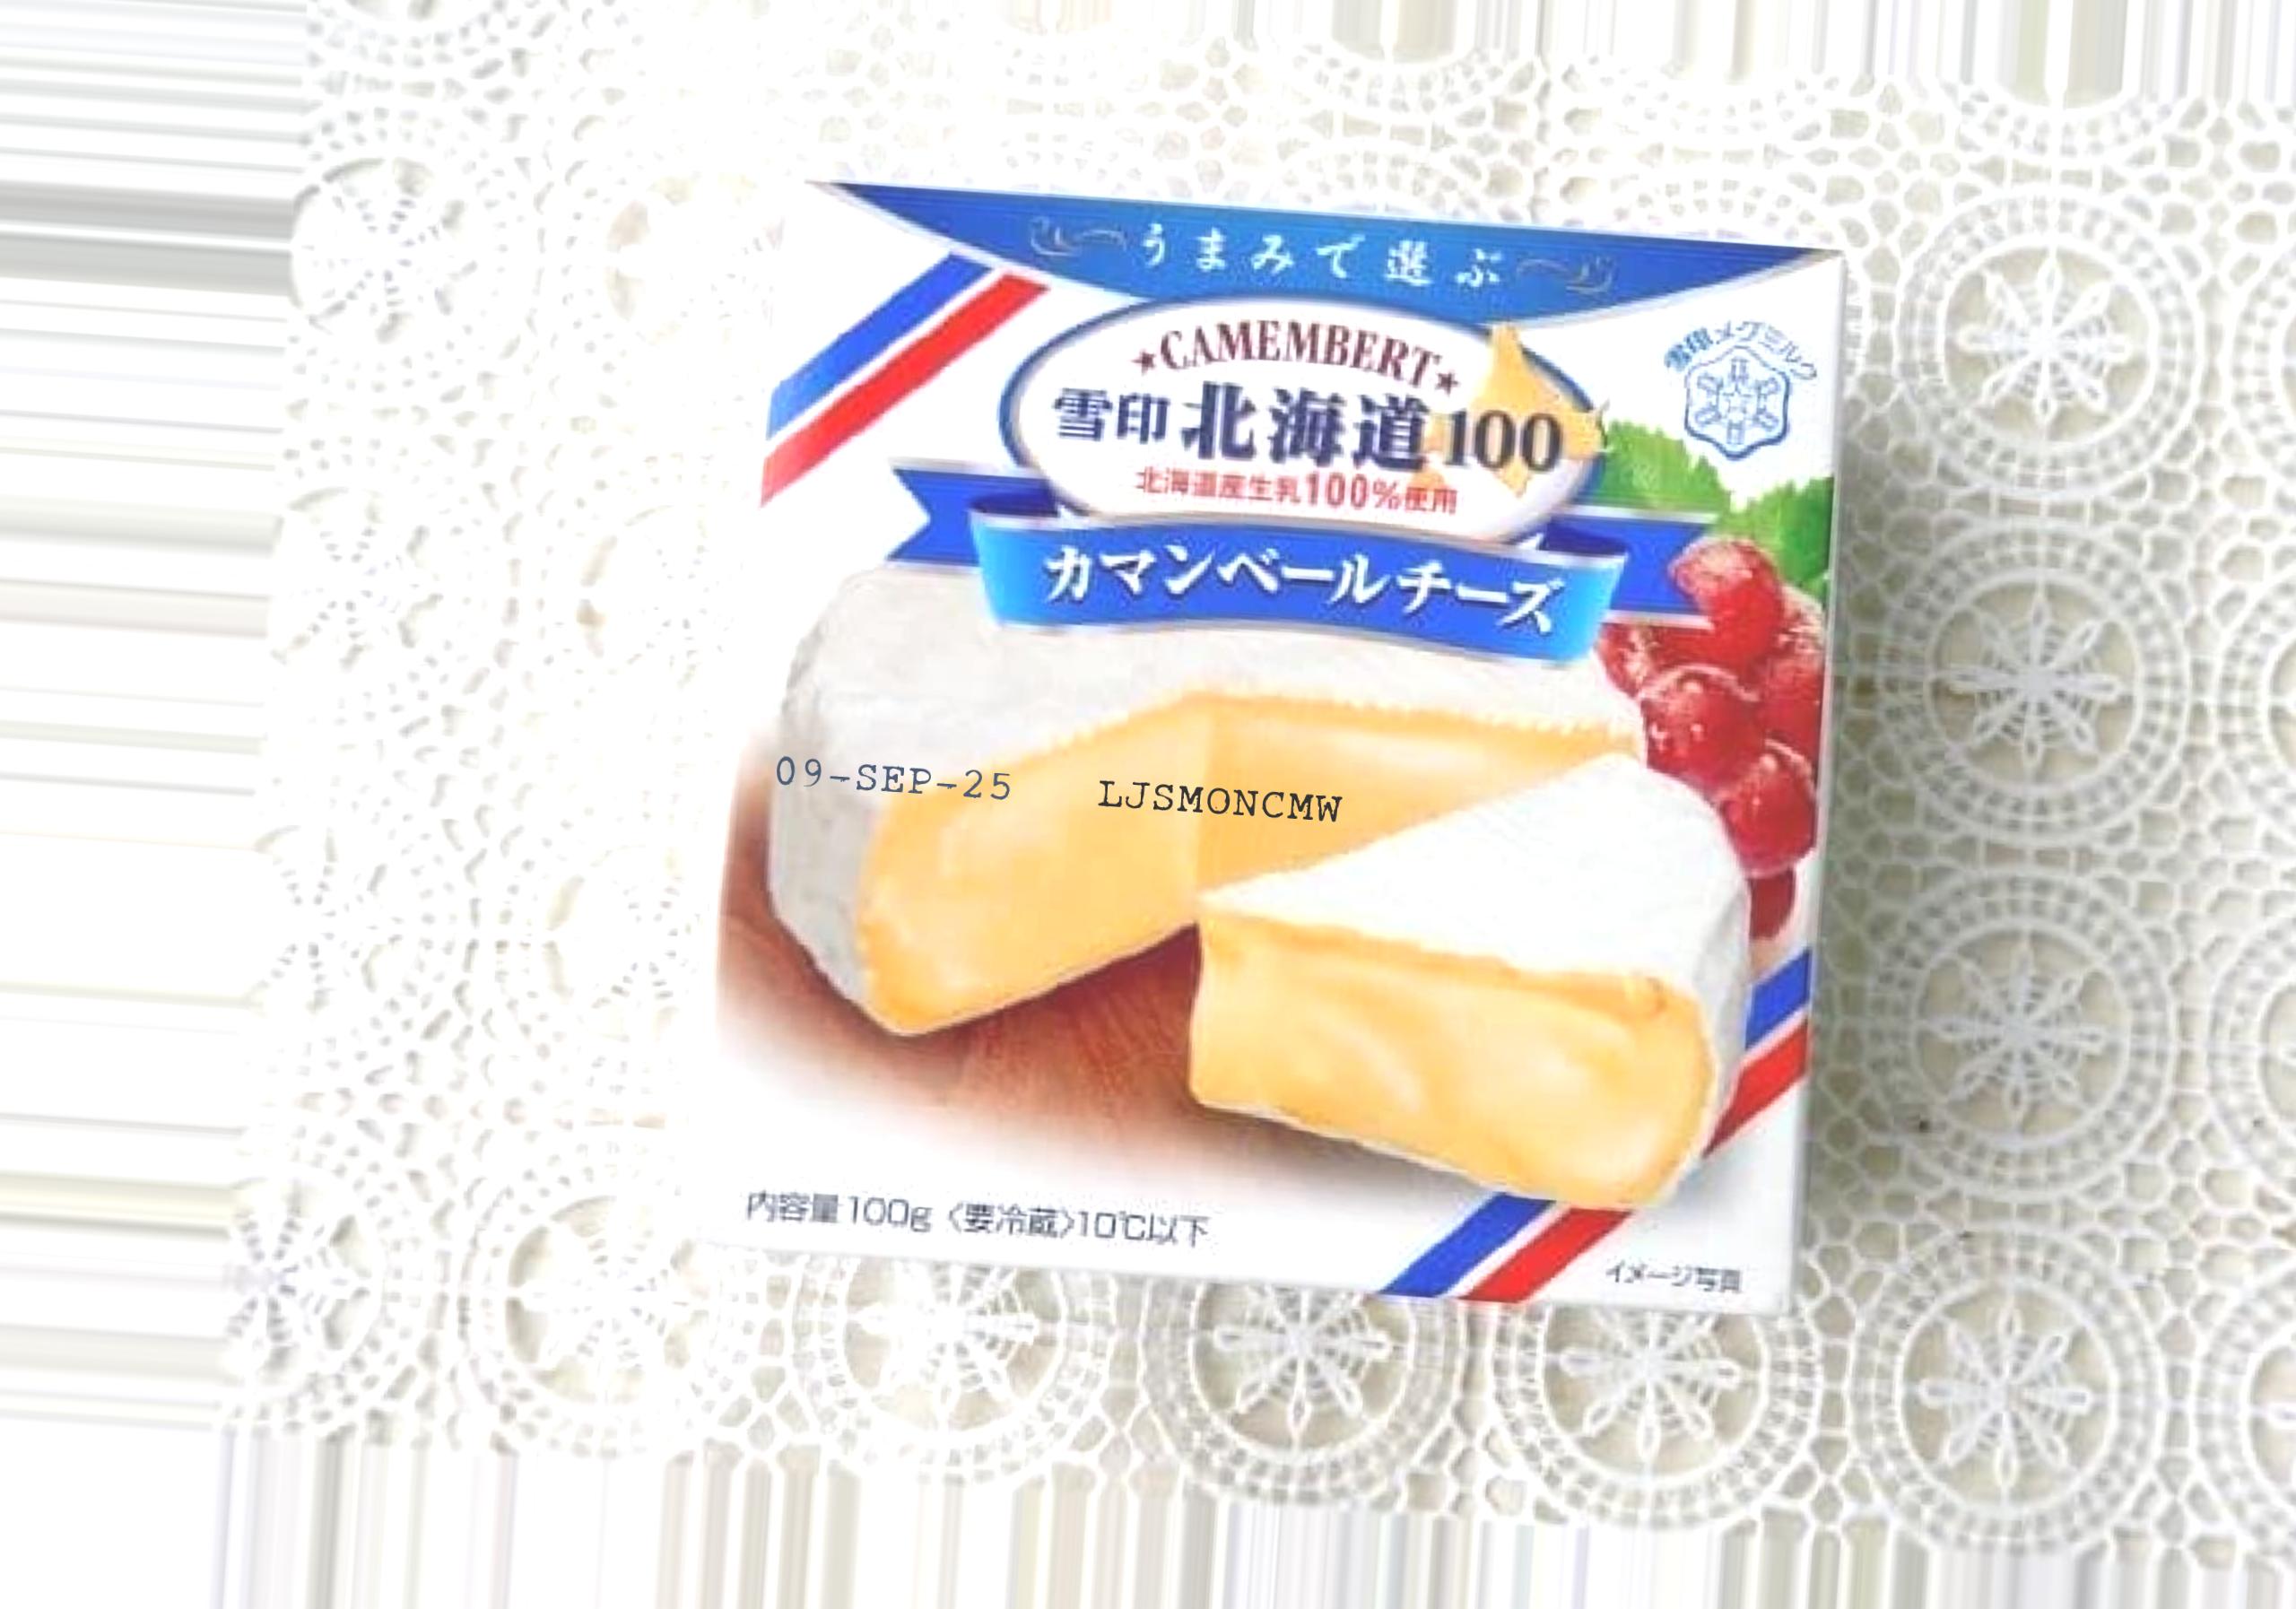 うまみで選ぶ
雪印メグミルク
★CAMEMBERT★
雪印 北海道100
北海道産生乳100%使用
カマンベールチーズ
09-SEP-25 LJSMONCMW
内容量100g〈要冷蔵〉10℃以下
イメージ写真